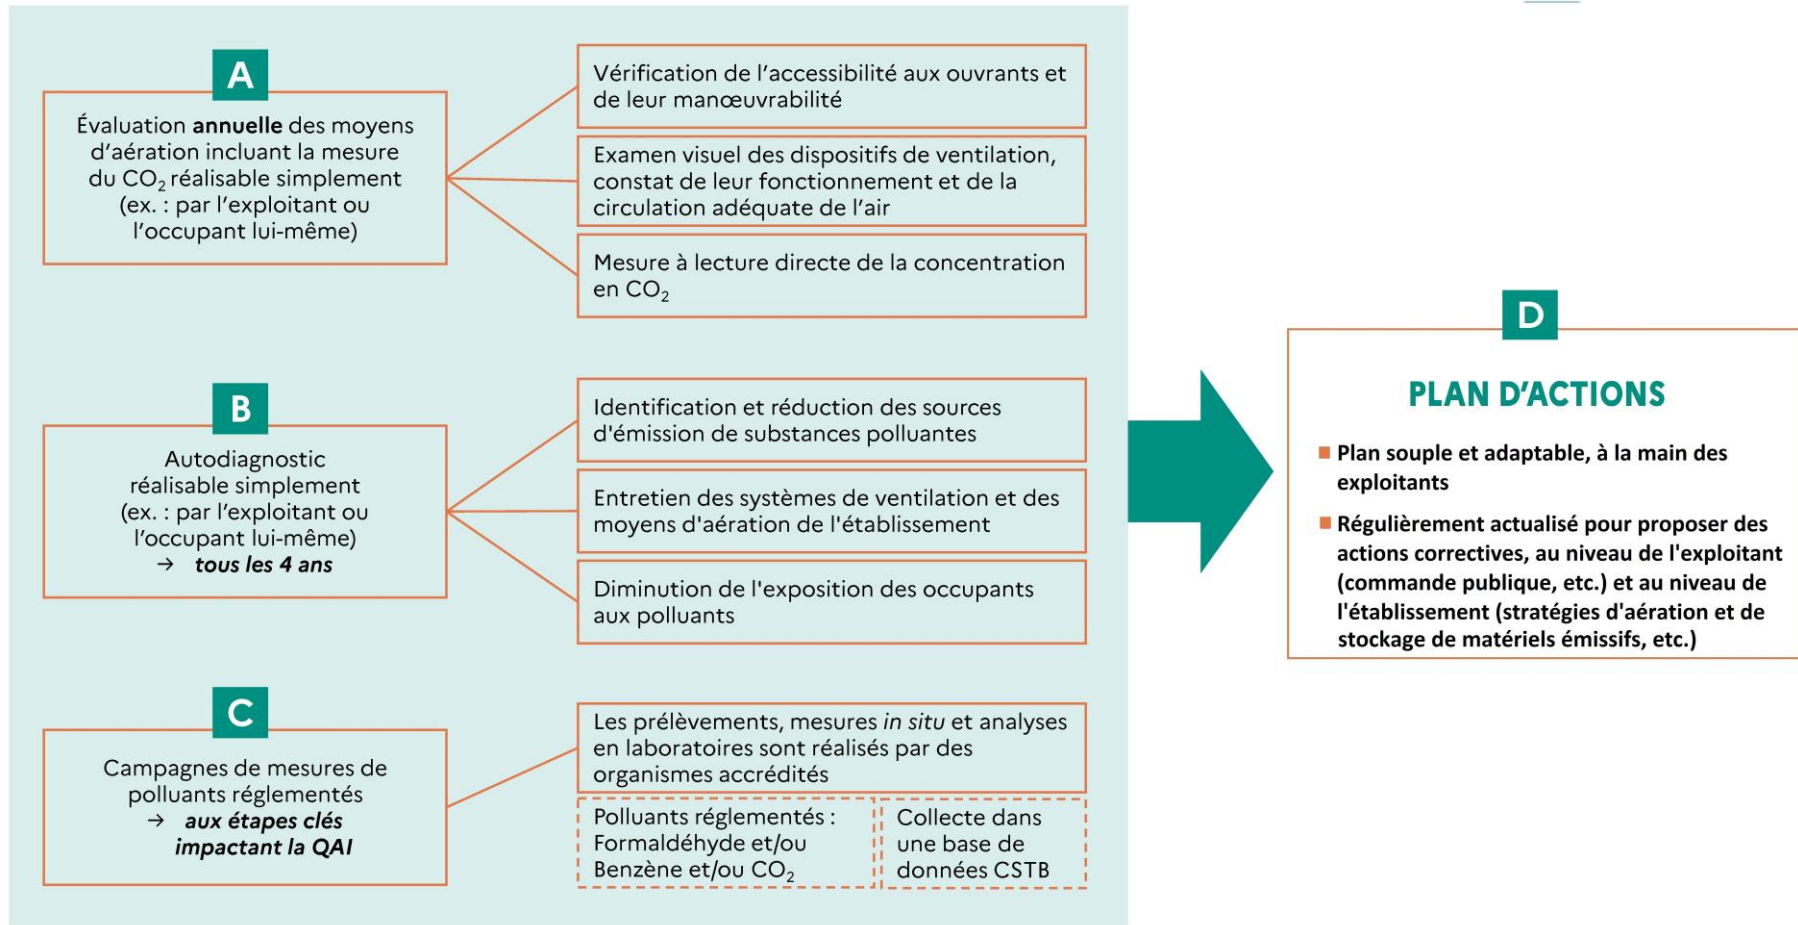 A
Évaluation annuelle des moyens
d’aération incluant la mesure
du CO₂ réalisable simplement
(ex. : par l’exploitant ou
l’occupant lui-même)
Vérification de l’accessibilité aux ouvrants et
de leur manœuvrabilité
Examen visuel des dispositifs de ventilation,
constat de leur fonctionnement et de la
circulation adéquate de l’air
Mesure à lecture directe de la concentration
en CO₂
B
Autodiagnostic
réalisable simplement
(ex. : par l’exploitant ou
l’occupant lui-même)
→ tous les 4 ans
Identification et réduction des sources
d'émission de substances polluantes
Entretien des systèmes de ventilation et des
moyens d'aération de l'établissement
Diminution de l'exposition des occupants
aux polluants
C
Campagnes de mesures de
polluants réglementés
→ aux étapes clés
impactant la QAI
Les prélèvements, mesures in situ et analyses
en laboratoires sont réalisés par des
organismes accrédités
Polluants réglementés :
Formaldéhyde et/ou
Benzène et/ou CO₂
Collecte dans
une base de
données CSTB
D
PLAN D’ACTIONS
Plan souple et adaptable, à la main des
exploitants
Régulièrement actualisé pour proposer des
actions correctives, au niveau de l'exploitant
(commande publique, etc.) et au niveau de
l'établissement (stratégies d'aération et de
stockage de matériels émissifs, etc.)